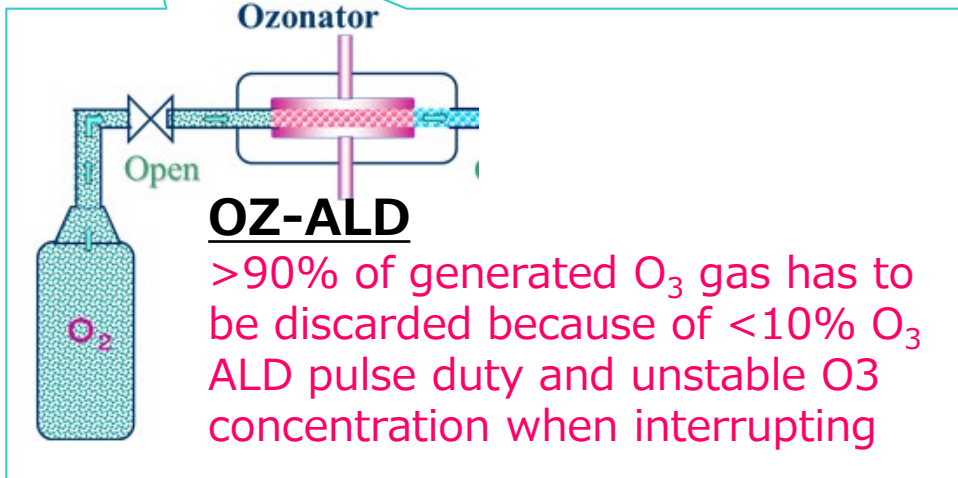 Ozonator
Open
O₂
OZ-ALD
>90% of generated O₃ gas has to
be discarded because of <10% O₃
ALD pulse duty and unstable O3
concentration when interrupting